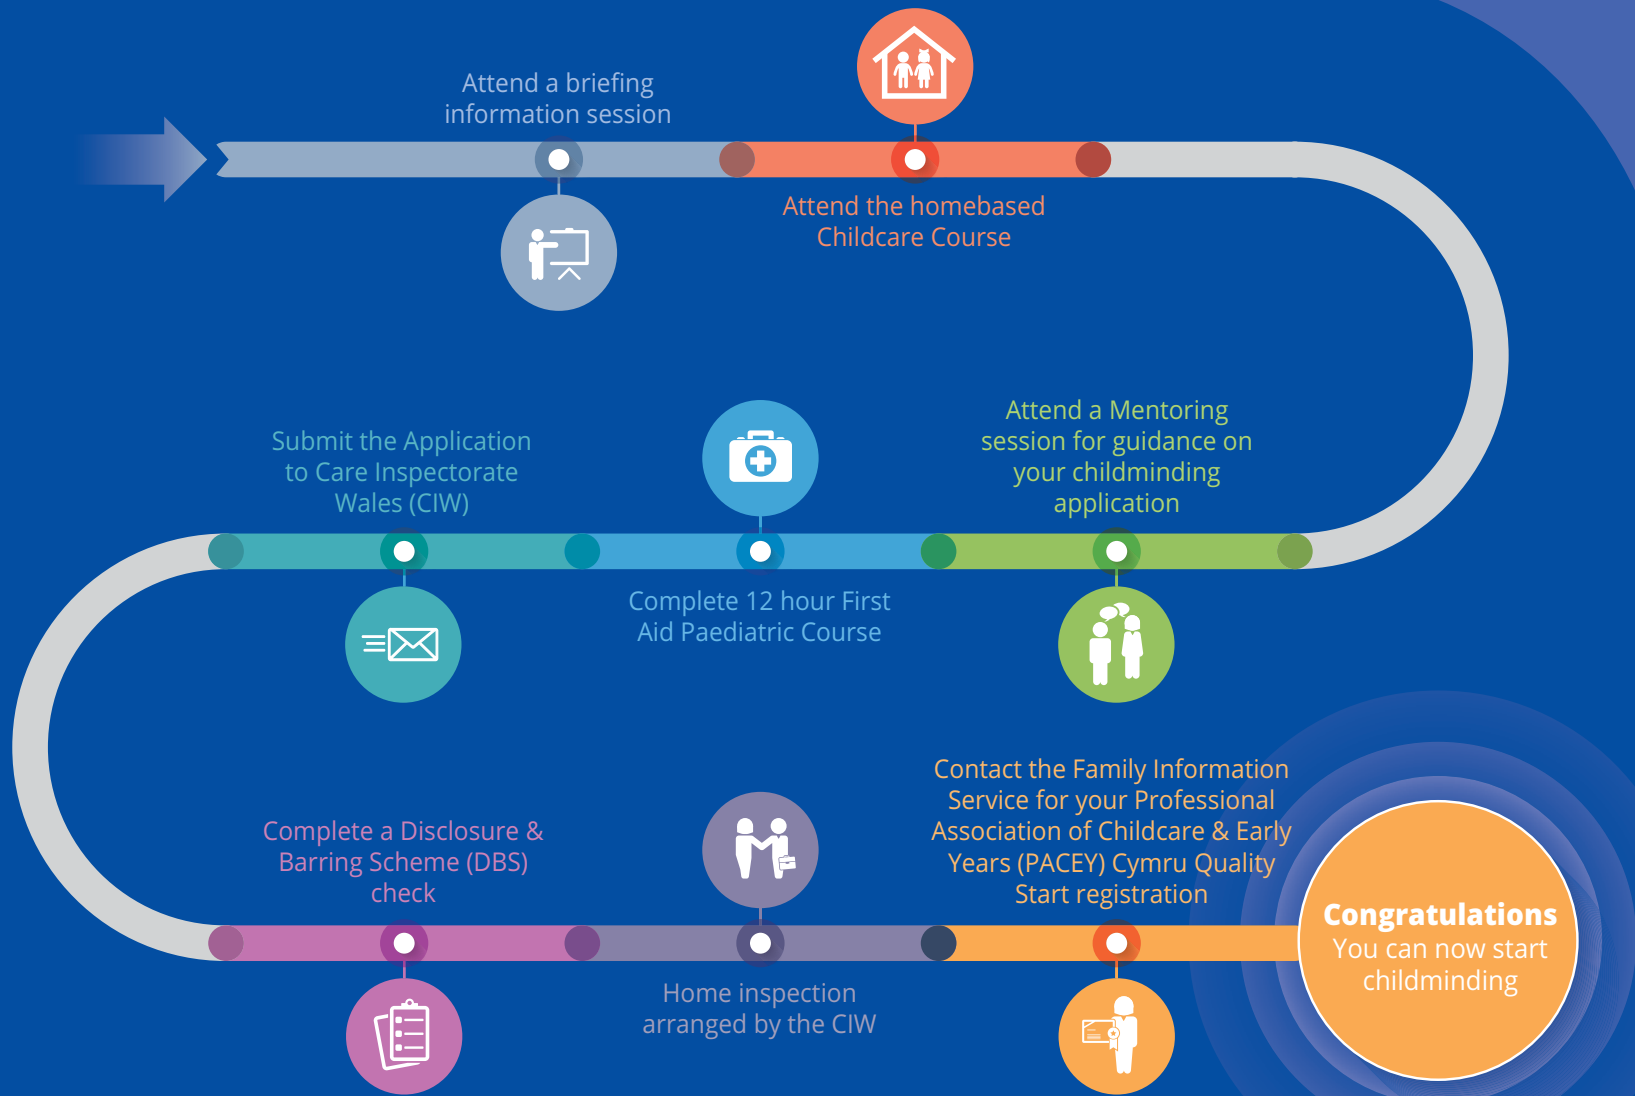 Attend a briefing
information session
Attend the homebased
Childcare Course
Attend a Mentoring
session for guidance on
your childminding
application
Complete 12 hour First
Aid Paediatric Course
Submit the Application
to Care Inspectorate
Wales (CIW)
Complete a Disclosure &
Barring Scheme (DBS)
check
Home inspection
arranged by the CIW
Contact the Family Information
Service for your Professional
Association of Childcare & Early
Years (PACEY) Cymru Quality
Start registration
Congratulations
You can now start
childminding